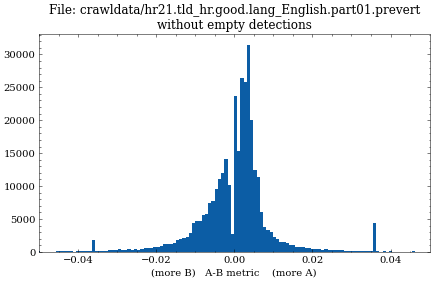 File: crawldata/hr21.tld_hr.good.lang_English.part01.prevert
without empty detections
30000
25000
20000
15000
10000
5000
0
−0.04 −0.02 0.00 0.02 0.04
(more B) A-B metric (more A)